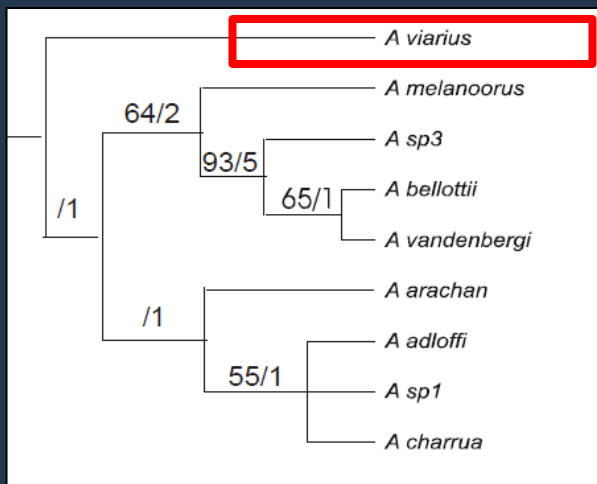 A viarius
A melanoorus
64/2
A sp3
93/5
A bellottii
65/1
/1
A vandenbergi
A arachan
/1
A adloffi
55/1
A sp1
A charrua